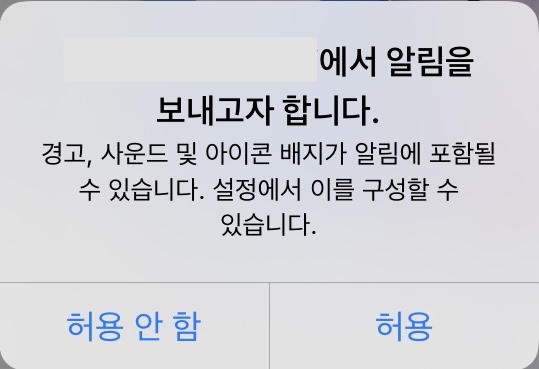 에서 알림을
보내고자 합니다.
경고, 사운드 및 아이콘 배지가 알림에 포함될
수 있습니다. 설정에서 이를 구성할 수
있습니다.
허용 안 함
허용